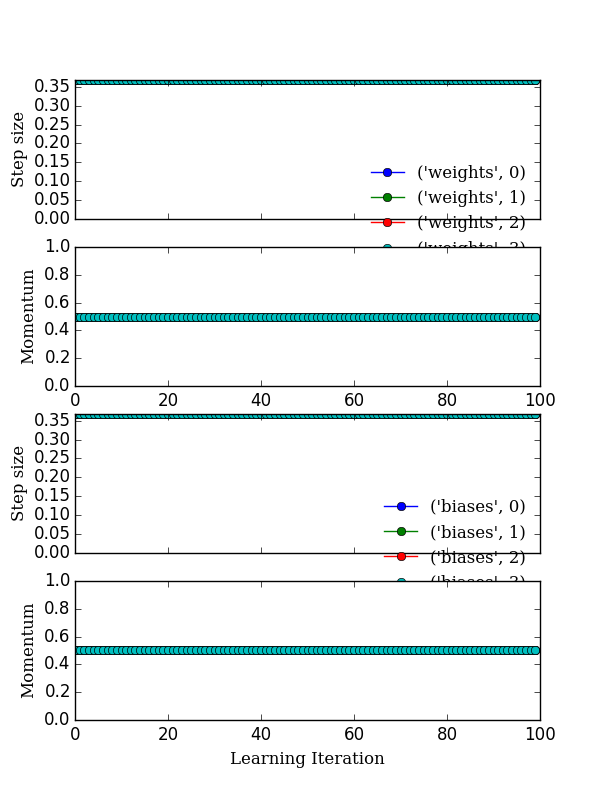 0.35
0.30
0.25
0.20
0.15
0.10
0.05
0.00
Step size
('weights', 0)
('weights', 1)
('weights', 2)
('weights', 3)
1.0
0.8
0.6
0.4
0.2
0.0
Momentum
0 20 40 60 80 100
0.35
0.30
0.25
0.20
0.15
0.10
0.05
0.00
Step size
('biases', 0)
('biases', 1)
('biases', 2)
('biases', 3)
1.0
0.8
0.6
0.4
0.2
0.0
Momentum
0 20 40 60 80 100
Learning Iteration